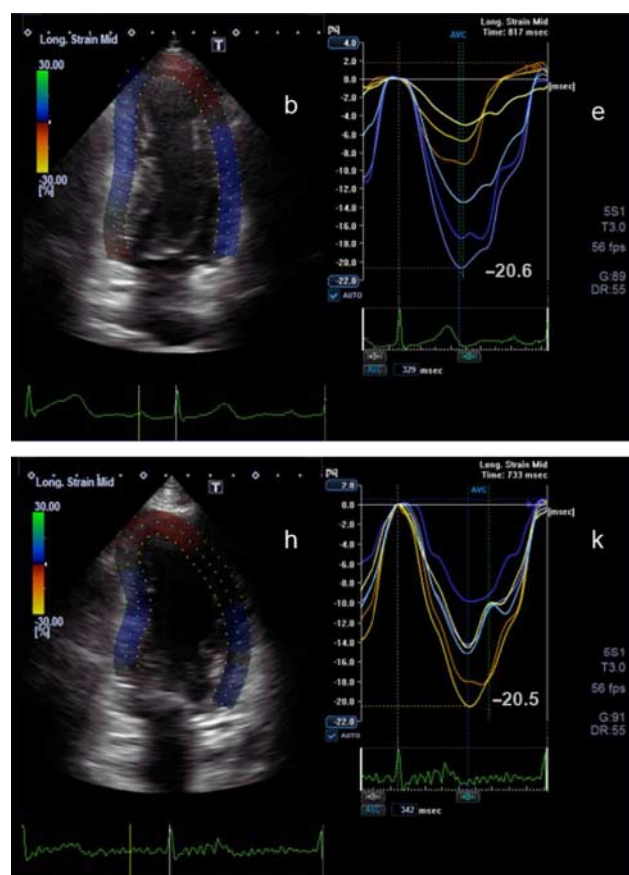 Long. Strain Mid
T
30.00
-30.00
[%]
b
Long. Strain Mid
Time: 817 msec
[%]
AVC
4.0
2.0
0.0
-2.0
-4.0
-6.0
-8.0
-10.0
-12.0
-14.0
-16.0
-18.0
-20.0
-22.0
[msec]
e
−20.6
AUTO
5S1
T3.0
56 fps
G:89
DR:55
AVC 329 msec
Long. Strain Mid
T
30.00
-30.00
[%]
h
Long. Strain Mid
Time: 733 msec
[%]
AVC
2.0
0.0
-2.0
-4.0
-6.0
-8.0
-10.0
-12.0
-14.0
-16.0
-18.0
-20.0
-22.0
[msec]
k
−20.5
AUTO
T3.0
56 fps
G:91
DR:55
AVC 342 msec